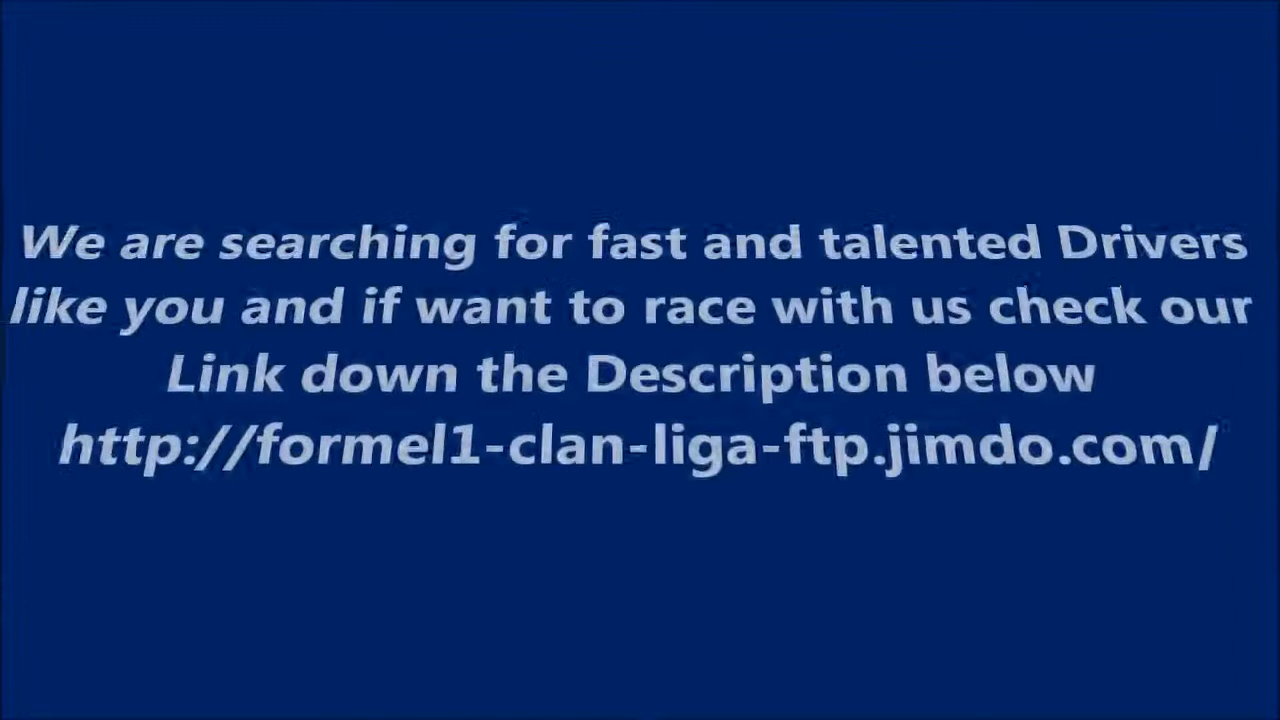 We are searching for fast and talented Drivers
like you and if want to race with us check our
Link down the Description below
http://formel1-clan-liga-ftp.jimdo.com/